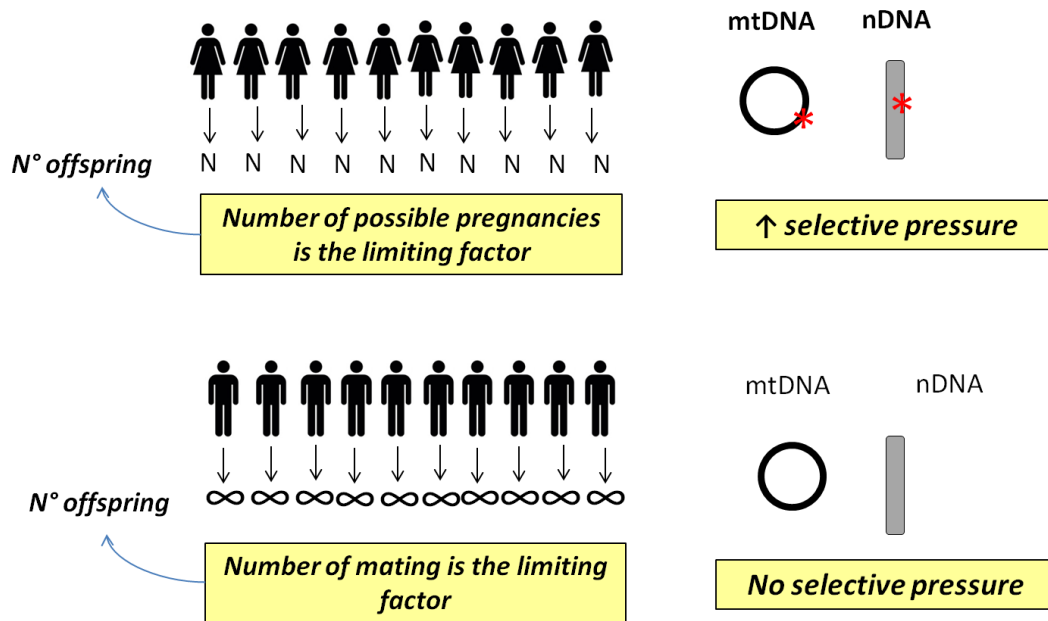 mtDNA nDNA
* *
N° offspring
N N N N N N N N N N
Number of possible pregnancies
is the limiting factor
↑ selective pressure
mtDNA nDNA
N° offspring
∞ ∞ ∞ ∞ ∞ ∞ ∞ ∞ ∞ ∞
Number of mating is the limiting
factor
No selective pressure